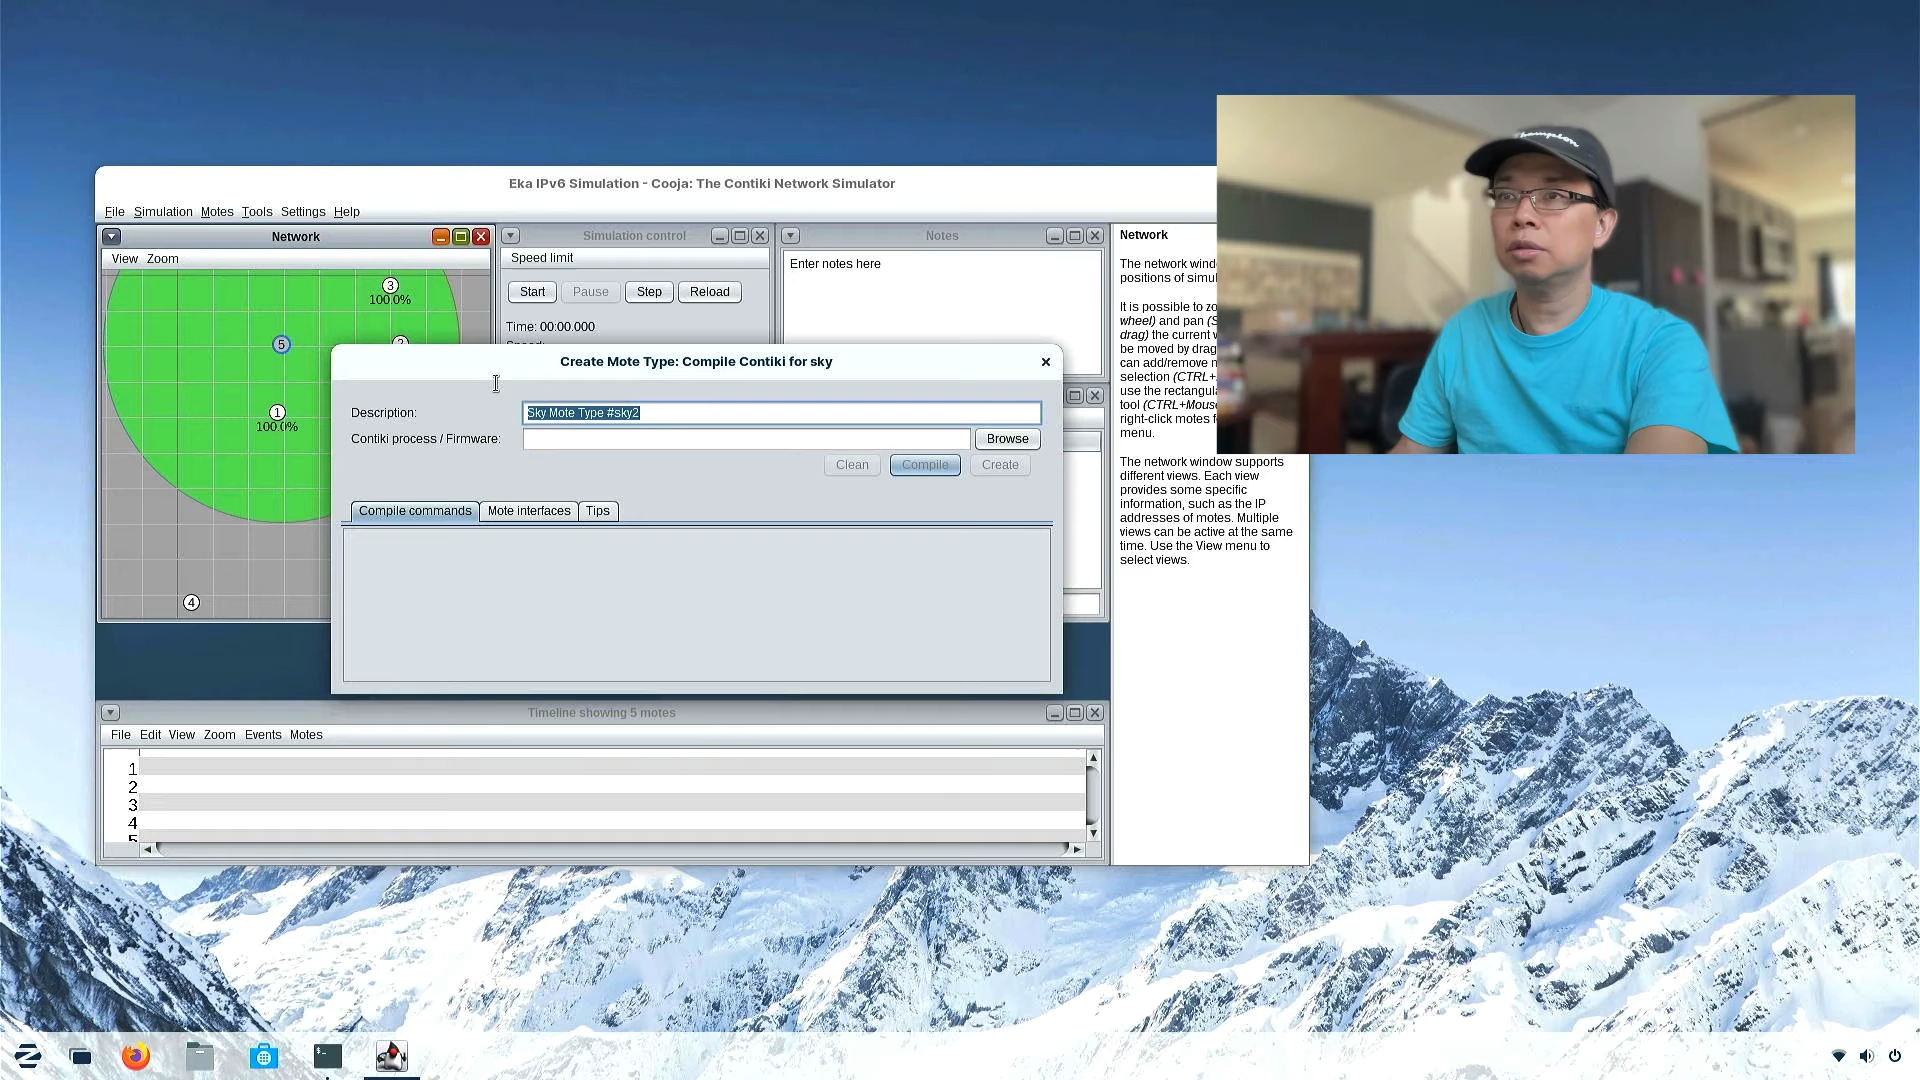 Champion
Eka IPv6 Simulation - Cooja: The Contiki Network Simulator
File Simulation Motes Tools Settings Help
Network
View Zoom
3
100.0%
5
2
1
100.0%
4
Simulation control
Speed limit
Start Pause Step Reload
Time: 00:00.000
Notes
Enter notes here
Create Mote Type: Compile Contiki for sky
Description: Sky Mote Type #sky2
Contiki process / Firmware: Browse
Clean Compile Create
Compile commands Mote interfaces Tips
Network
The network
positions of
It is possible to
wheel) and pan
drag) the current
be moved by
can add/remove
selection (CTRL+
use the
tool
right-click motes
menu.
The network window supports
different views. Each view
provides some specific
information, such as the IP
addresses of motes. Multiple
views can be active at the same
time. Use the View menu to
select views.
Timeline showing 5 motes
File Edit View Zoom Events Motes
1
2
3
4
5